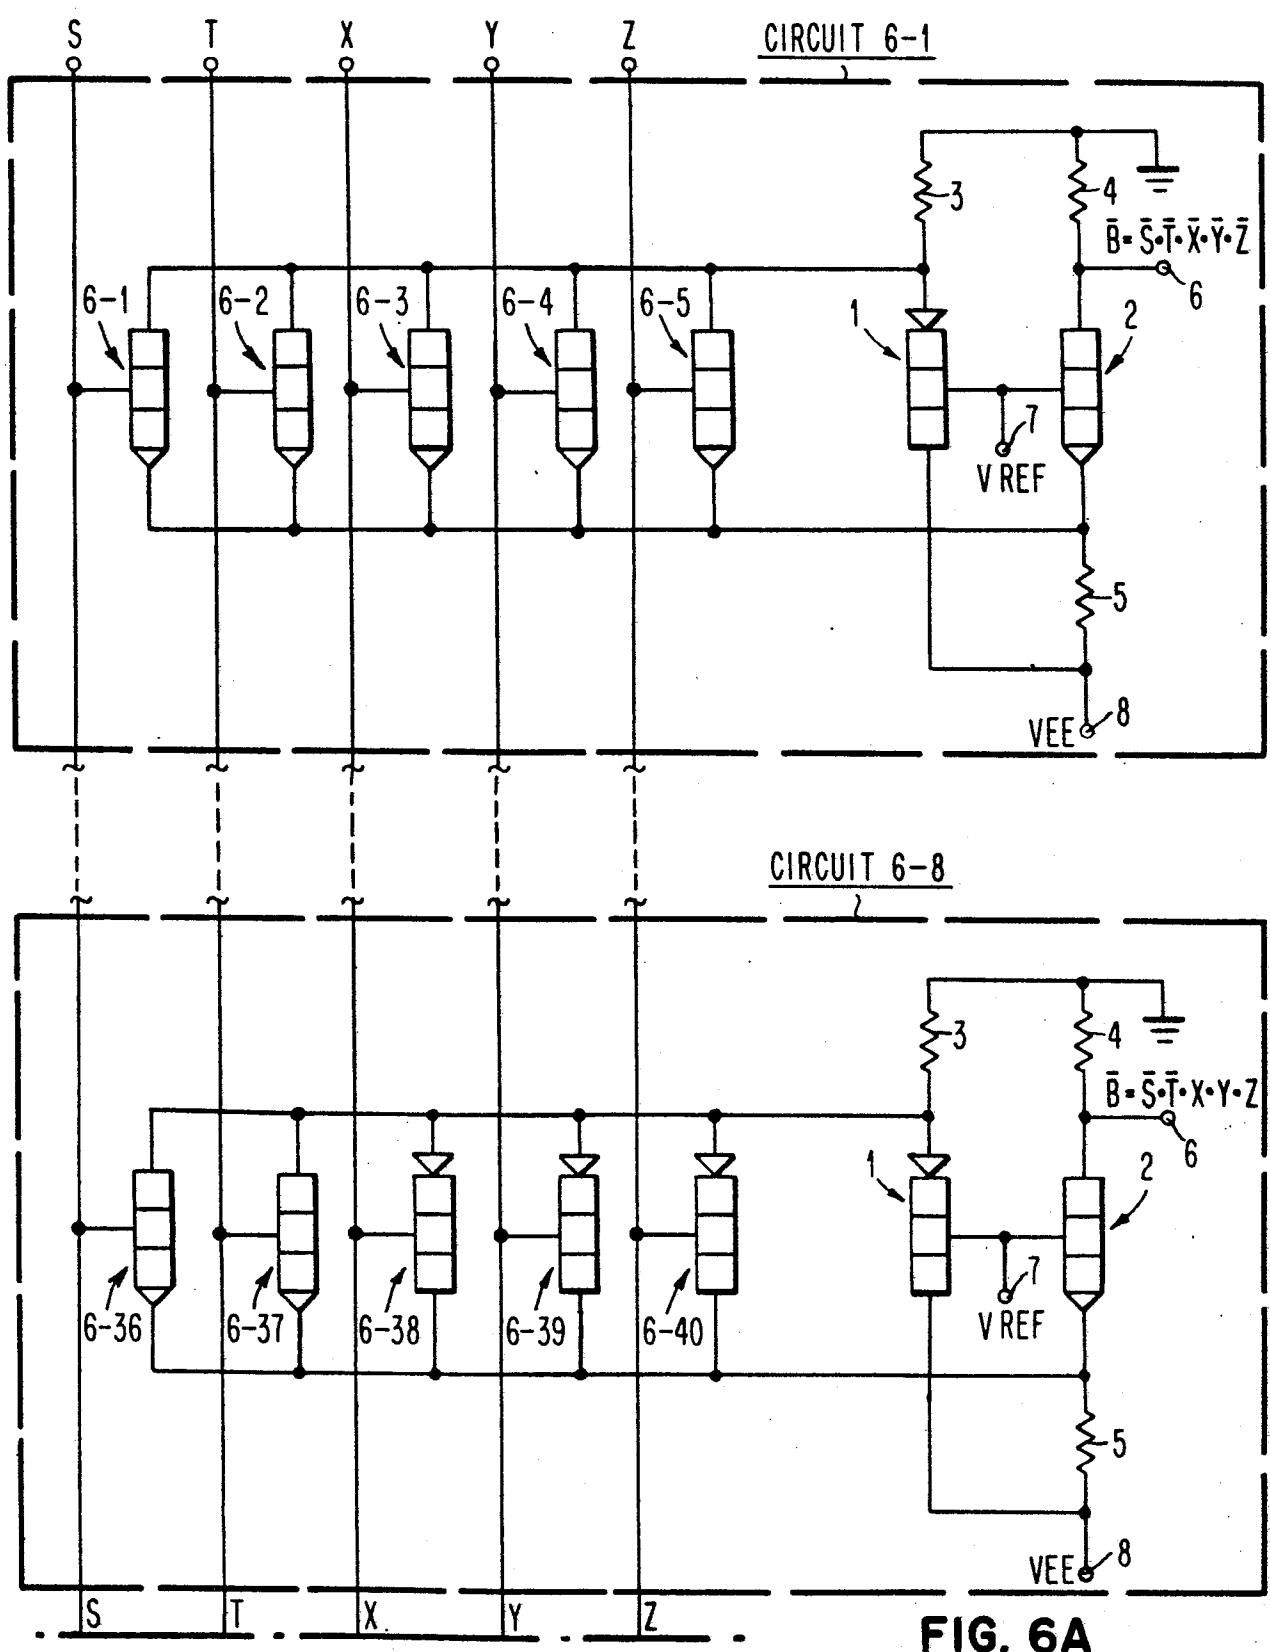 S T X Y Z CIRCUIT 6-1
3 4
B̄=S̄·T̄·X̄·Ȳ·Z̄
6-1 6-2 6-3 6-4 6-5 1 2 6
7
V REF
5
VEE 8
CIRCUIT 6-8
3 4
B̄=S̄·T̄·X·Y·Z
1 2 6
7
6-36 6-37 6-38 6-39 6-40 V REF
5
VEE 8
S T X Y Z
FIG. 6A